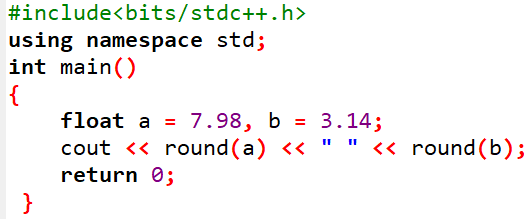 #include<bits/stdc++.h>
using namespace std;
int main()
{
    float a = 7.98, b = 3.14;
    cout << round(a) << " " << round(b);
    return 0;
}